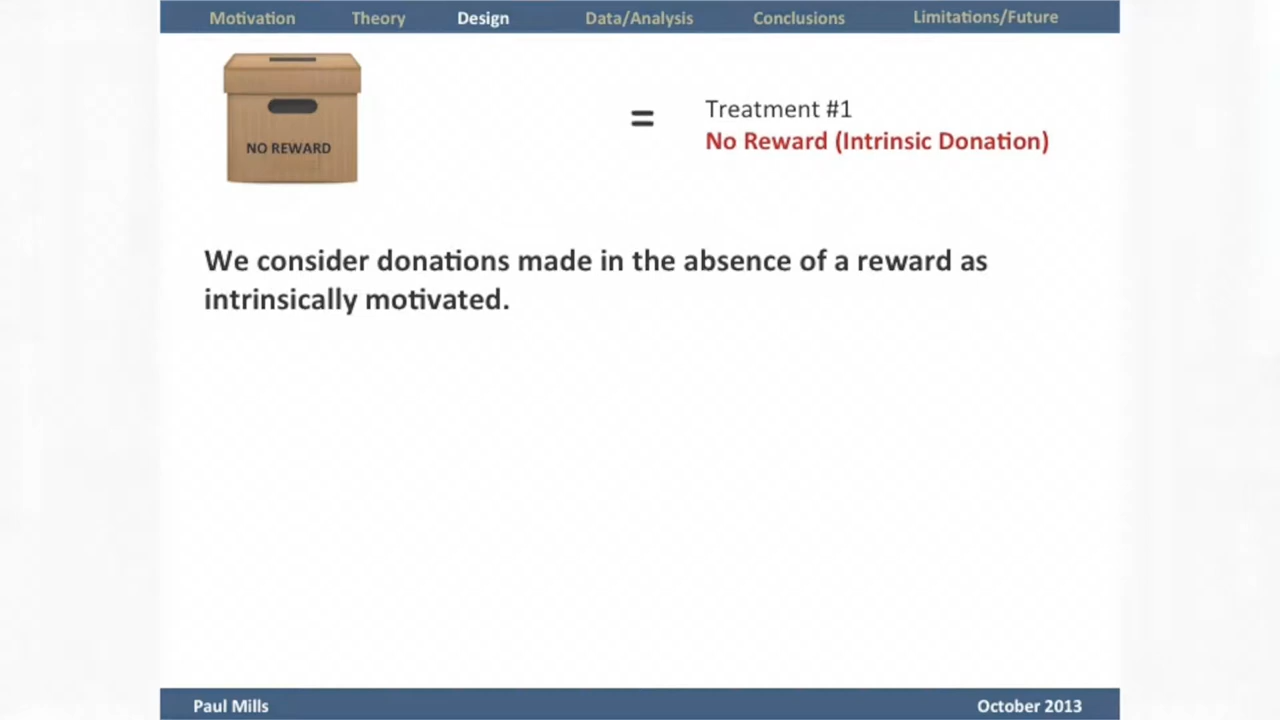 Motivation Theory Design Data/Analysis Conclusions Limitations/Future
NO REWARD
=
Treatment #1
No Reward (Intrinsic Donation)
We consider donations made in the absence of a reward as
intrinsically motivated.
Paul Mills October 2013